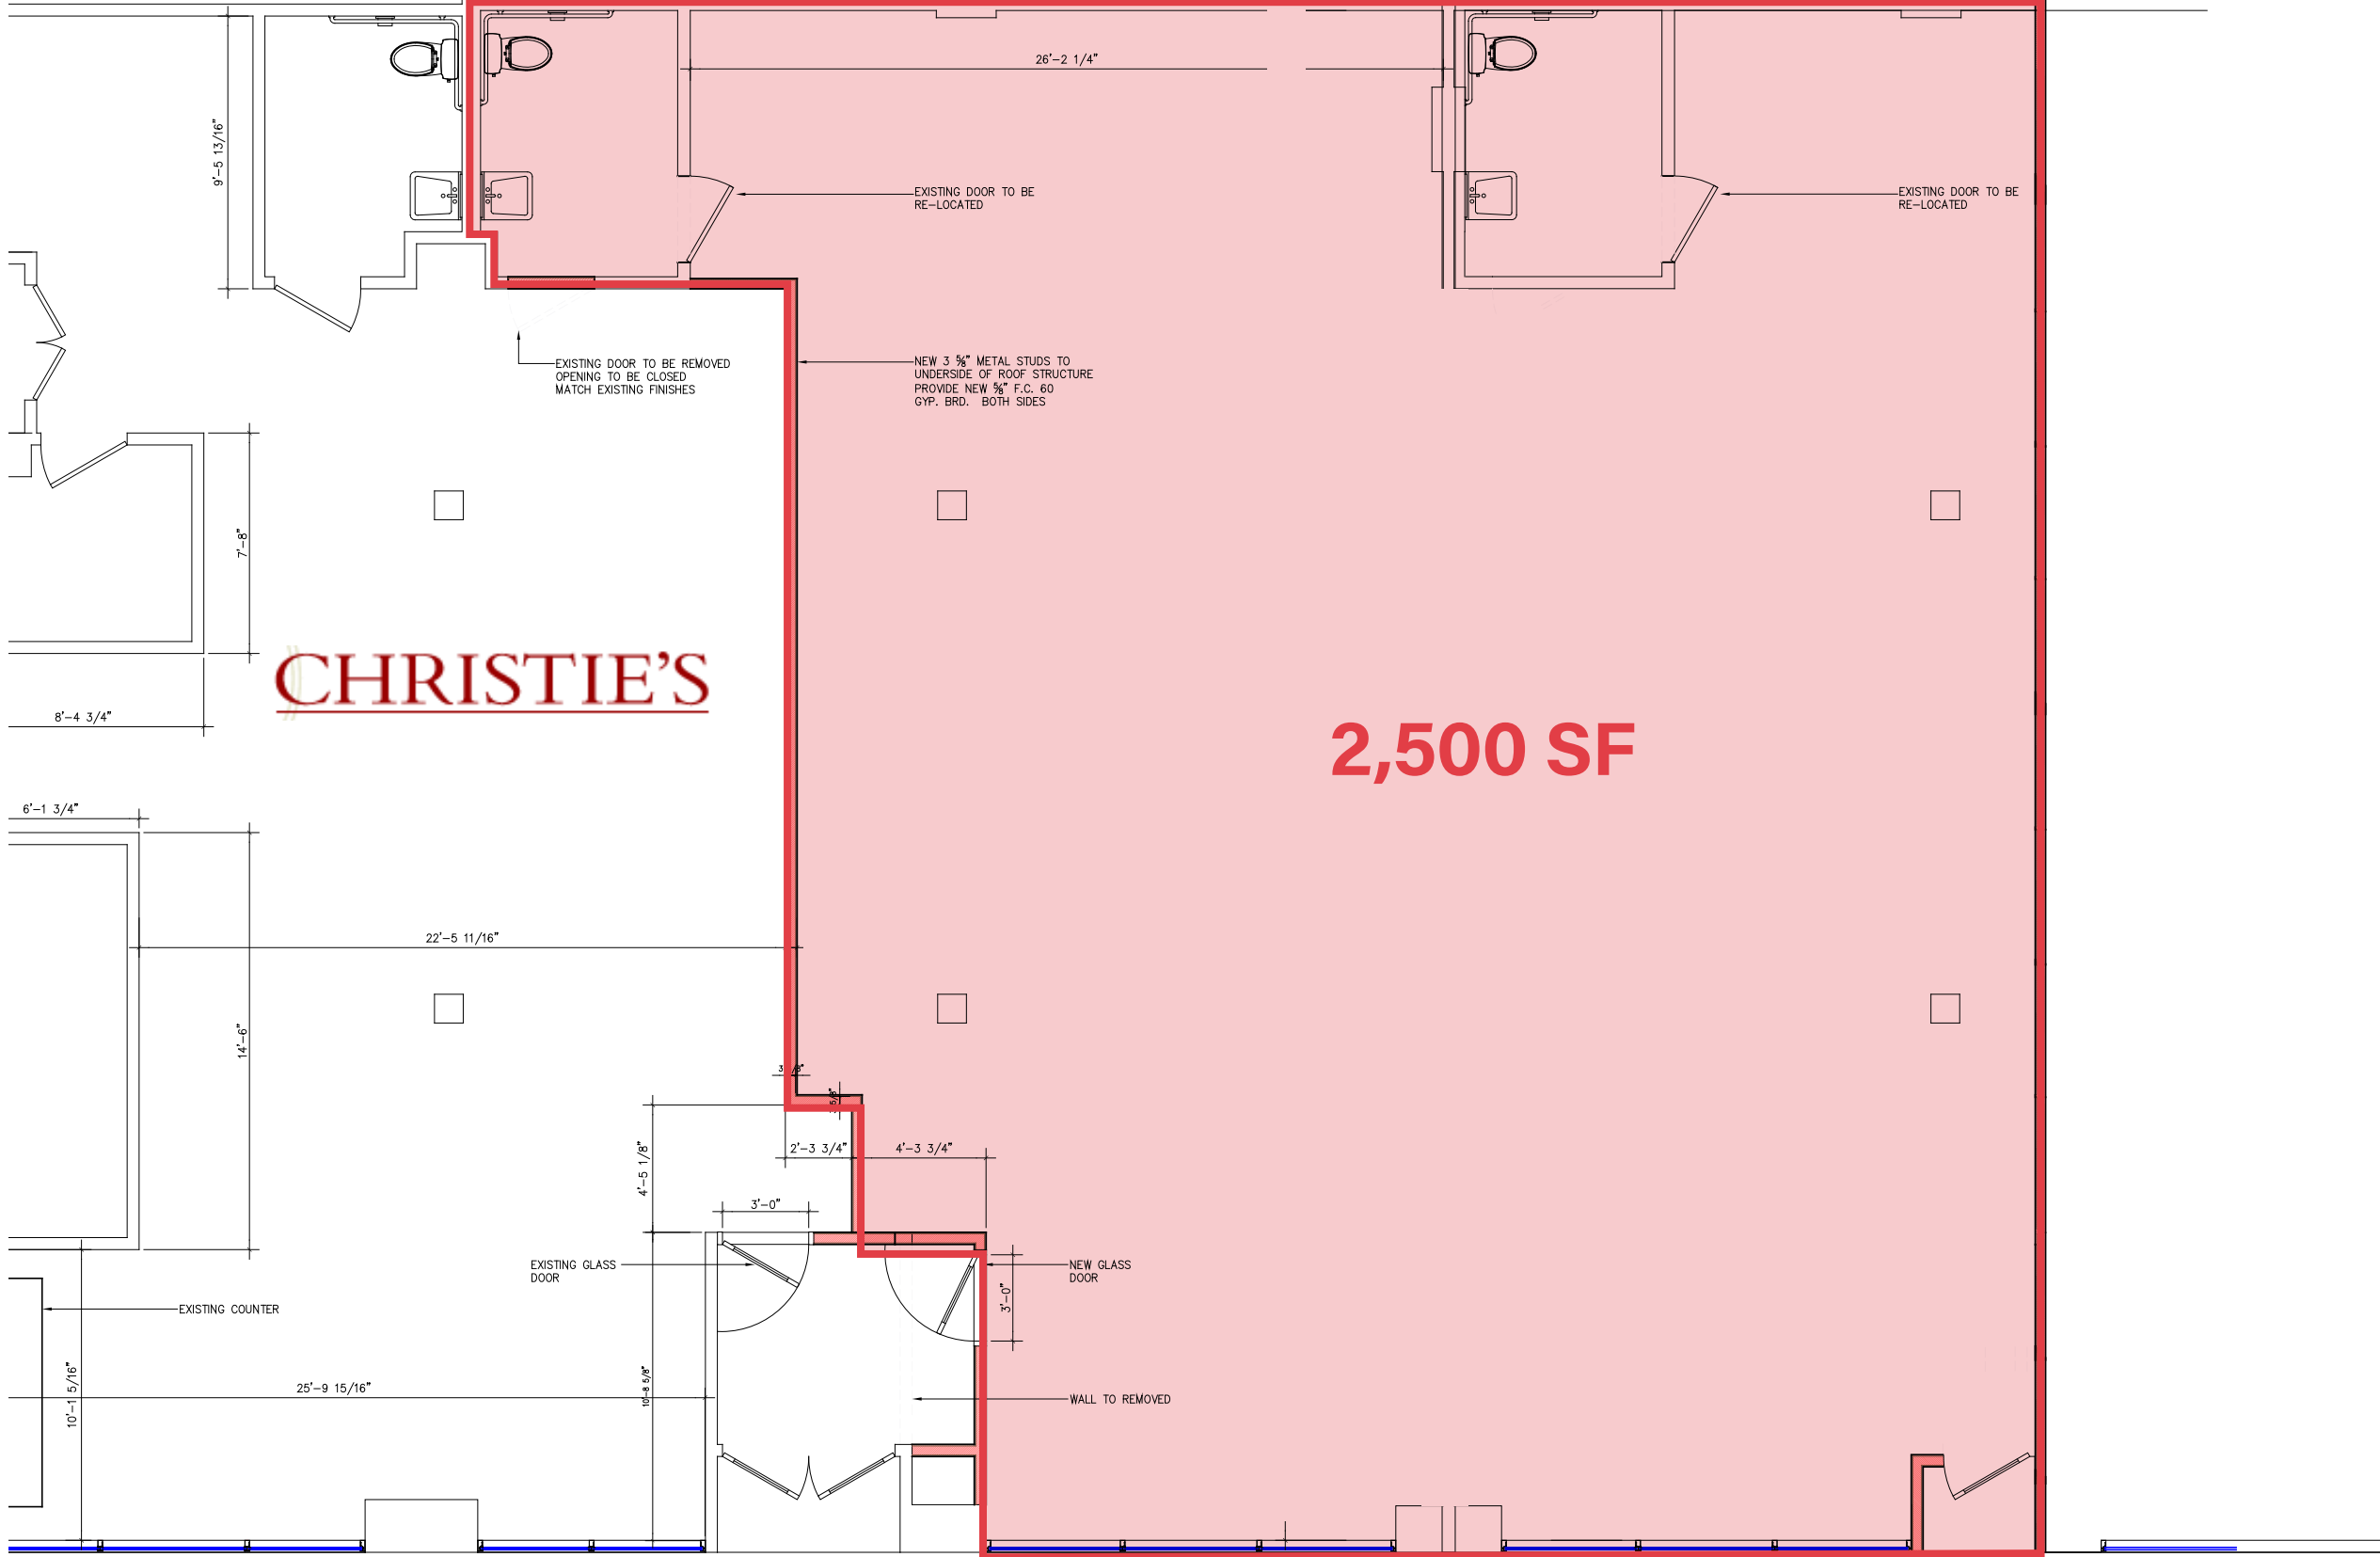 26'-2 1/4"
9'-5 13/16"
EXISTING DOOR TO BE
RE-LOCATED
EXISTING DOOR TO BE
RE-LOCATED
EXISTING DOOR TO BE REMOVED
OPENING TO BE CLOSED
MATCH EXISTING FINISHES
NEW 3 ⅝" METAL STUDS TO
UNDERSIDE OF ROOF STRUCTURE
PROVIDE NEW ⅝" F.C. 60
GYP. BRD. BOTH SIDES
7'-8"
CHRISTIE'S
8'-4 3/4"
2,500 SF
6'-1 3/4"
22'-5 11/16"
14'-6"
4'-5 1/8"
2'-3 3/4"
4'-3 3/4"
3'-0"
EXISTING GLASS
DOOR
NEW GLASS
DOOR
3'-0"
EXISTING COUNTER
25'-9 15/16"
10'-1 5/16"
10'-8 5/8"
WALL TO REMOVED